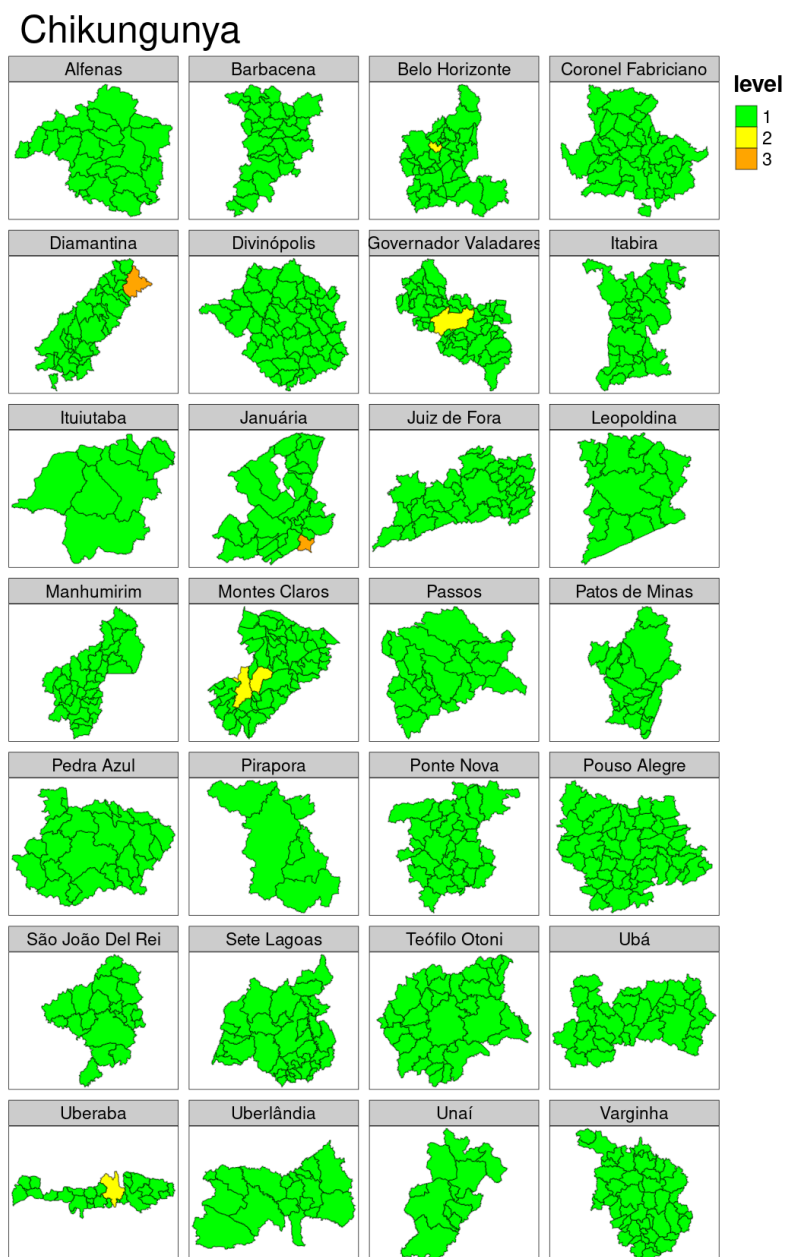 Chikungunya
Alfenas
Barbacena
Belo Horizonte
Coronel Fabriciano
level
1
2
3
Diamantina
Divinópolis
Governador Valadares
Itabira
Ituiutaba
Januária
Juiz de Fora
Leopoldina
Manhumirim
Montes Claros
Passos
Patos de Minas
Pedra Azul
Pirapora
Ponte Nova
Pouso Alegre
São João Del Rei
Sete Lagoas
Teófilo Otoni
Ubá
Uberaba
Uberlândia
Unaí
Varginha